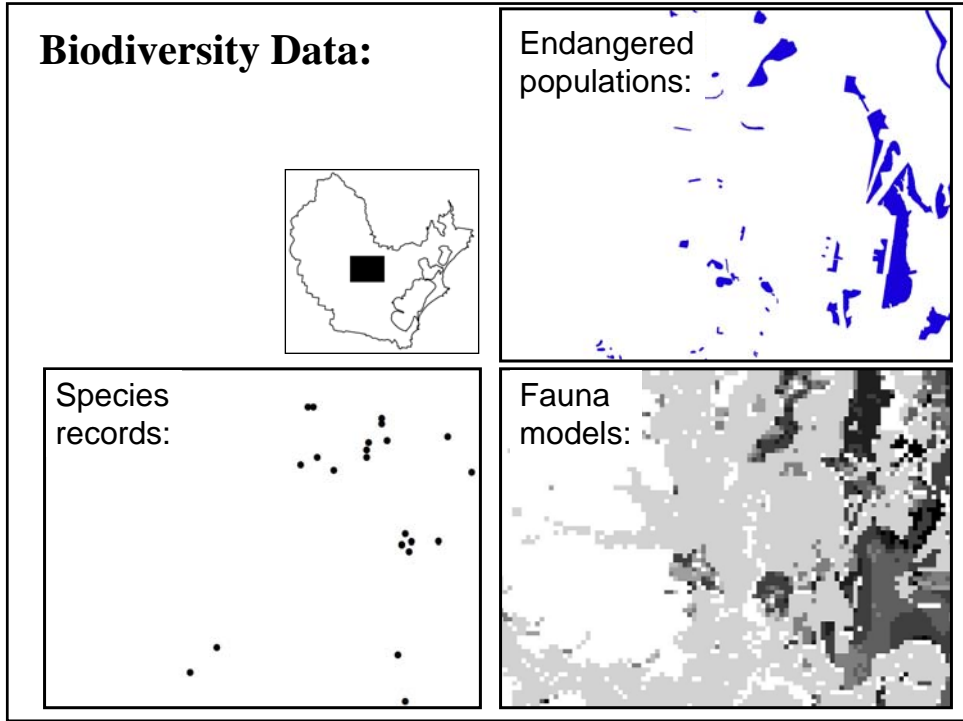 Biodiversity Data:
Endangered
populations:
Species
records:
Fauna
models: